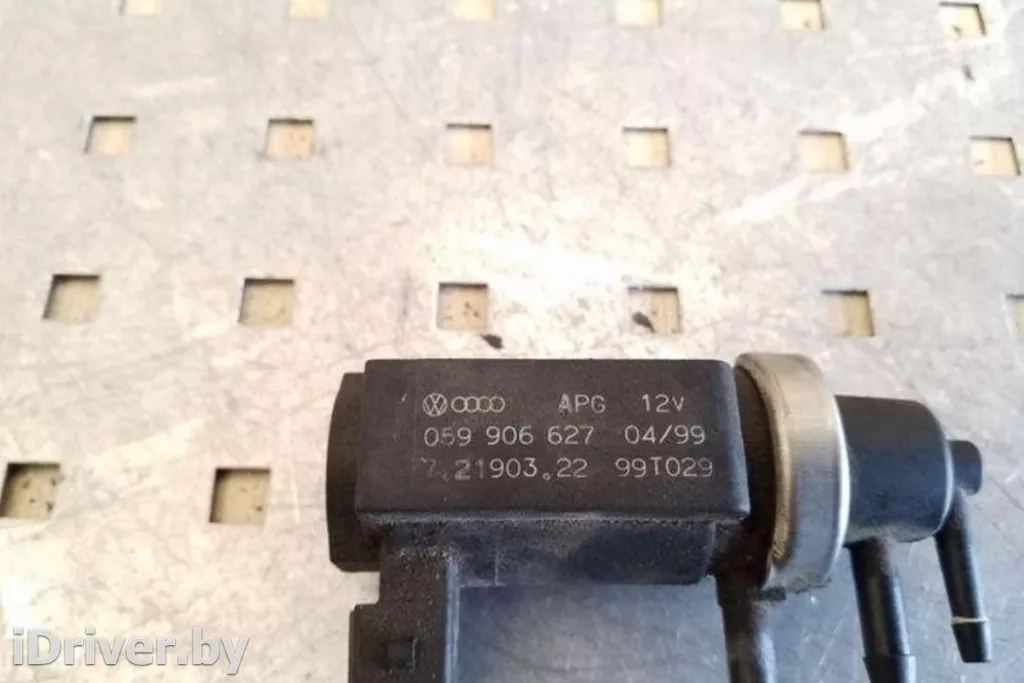 APG 12V
059 906 627 04/99
7.21903.22 99T029
iDriver.by